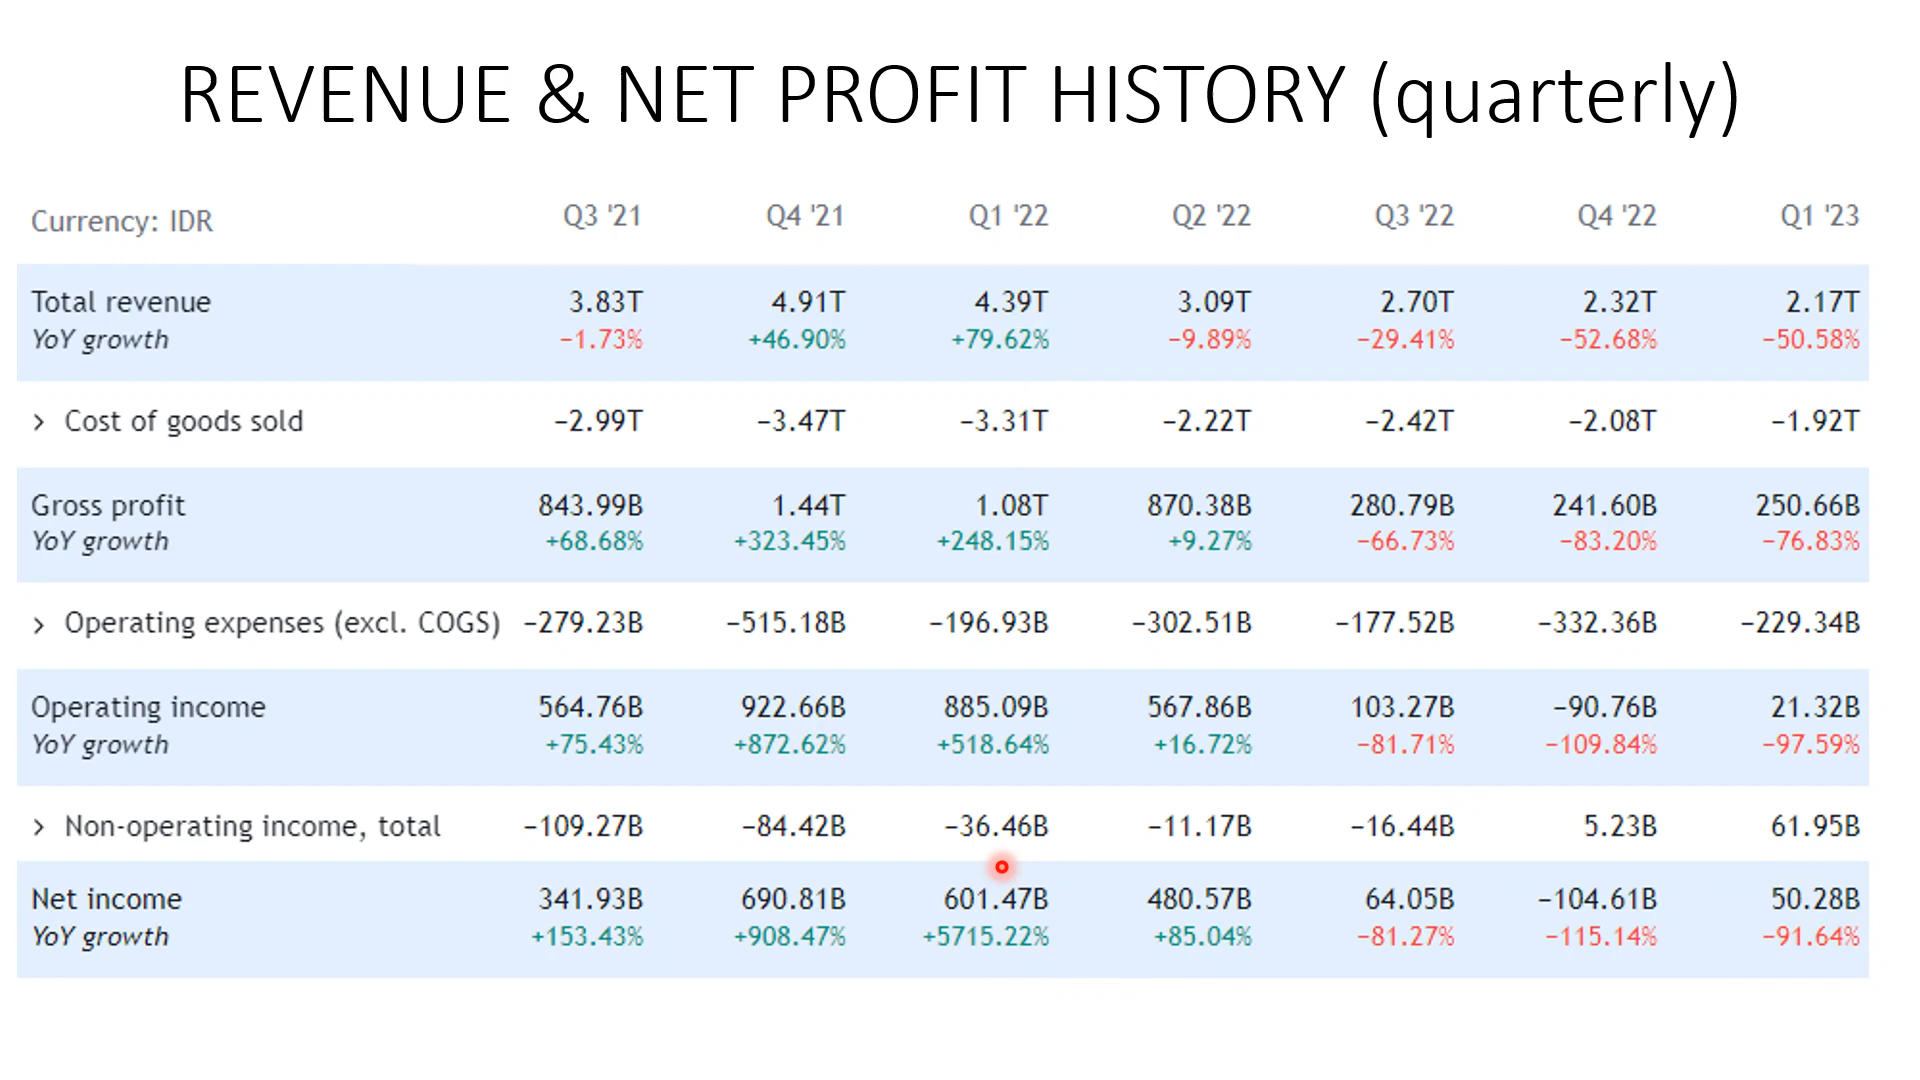 REVENUE & NET PROFIT HISTORY (quarterly)
Currency: IDR Q3 '21 Q4 '21 Q1 '22 Q2 '22 Q3 '22 Q4 '22 Q1 '23
Total revenue 3.83T 4.91T 4.39T 3.09T 2.70T 2.32T 2.17T
YoY growth −1.73% +46.90% +79.62% −9.89% −29.41% −52.68% −50.58%
> Cost of goods sold −2.99T −3.47T −3.31T −2.22T −2.42T −2.08T −1.92T
Gross profit 843.99B 1.44T 1.08T 870.38B 280.79B 241.60B 250.66B
YoY growth +68.68% +323.45% +248.15% +9.27% −66.73% −83.20% −76.83%
> Operating expenses (excl. COGS) −279.23B −515.18B −196.93B −302.51B −177.52B −332.36B −229.34B
Operating income 564.76B 922.66B 885.09B 567.86B 103.27B −90.76B 21.32B
YoY growth +75.43% +872.62% +518.64% +16.72% −81.71% −109.84% −97.59%
> Non-operating income, total −109.27B −84.42B −36.46B −11.17B −16.44B 5.23B 61.95B
Net income 341.93B 690.81B 601.47B 480.57B 64.05B −104.61B 50.28B
YoY growth +153.43% +908.47% +5715.22% +85.04% −81.27% −115.14% −91.64%